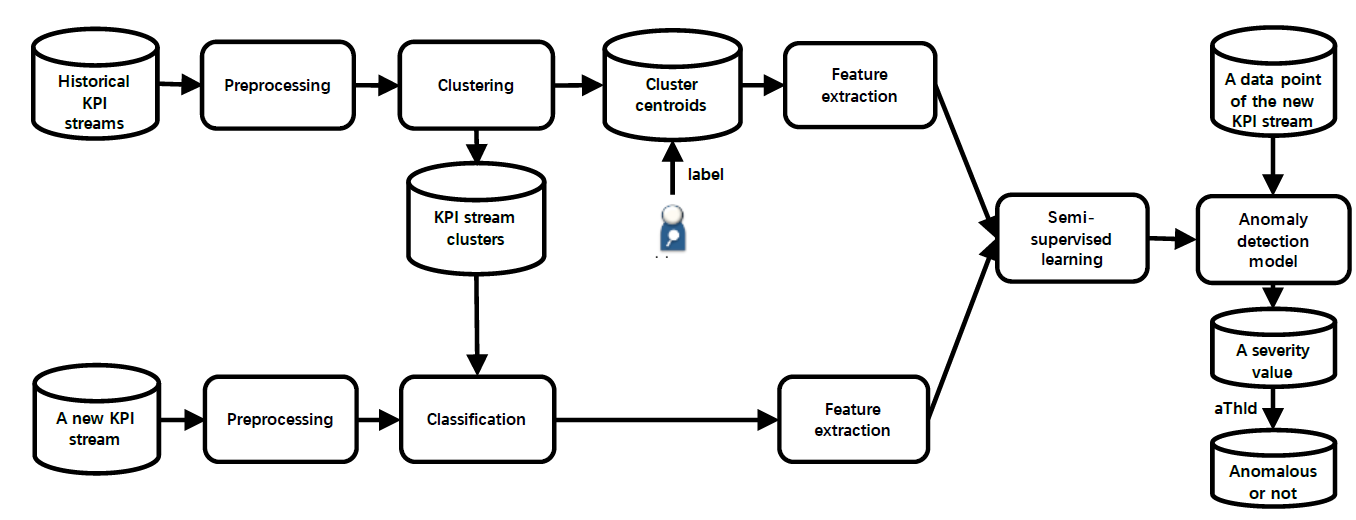 Historical
KPI
streams
Preprocessing
Clustering
Cluster
centroids
Feature
extraction
A data point
of the new
KPI stream
label
KPI stream
clusters
Semi-
supervised
learning
Anomaly
detection
model
A severity
value
aThld
A new KPI
stream
Preprocessing
Classification
Feature
extraction
Anomalous
or not